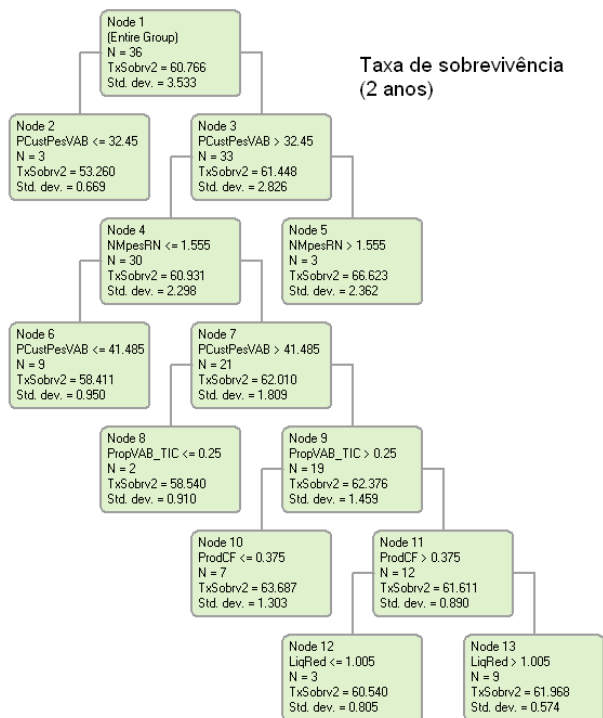 Taxa de sobrevivência
(2 anos)
Node 1
(Entire Group)
N = 36
TxSobrv2 = 60.766
Std. dev. = 3.533
Node 2
PCustPesVAB <= 32.45
N = 3
TxSobrv2 = 53.260
Std. dev. = 0.669
Node 3
PCustPesVAB > 32.45
N = 33
TxSobrv2 = 61.448
Std. dev. = 2.826
Node 4
NMpesRN <= 1.555
N = 30
TxSobrv2 = 60.931
Std. dev. = 2.298
Node 5
NMpesRN > 1.555
N = 3
TxSobrv2 = 66.623
Std. dev. = 2.362
Node 6
PCustPesVAB <= 41.485
N = 9
TxSobrv2 = 58.411
Std. dev. = 0.950
Node 7
PCustPesVAB > 41.485
N = 21
TxSobrv2 = 62.010
Std. dev. = 1.809
Node 8
PropVAB_TIC <= 0.25
N = 2
TxSobrv2 = 58.540
Std. dev. = 0.910
Node 9
PropVAB_TIC > 0.25
N = 19
TxSobrv2 = 62.376
Std. dev. = 1.459
Node 10
ProdCF <= 0.375
N = 7
TxSobrv2 = 63.687
Std. dev. = 1.303
Node 11
ProdCF > 0.375
N = 12
TxSobrv2 = 61.611
Std. dev. = 0.890
Node 12
LiqRed <= 1.005
N = 3
TxSobrv2 = 60.540
Std. dev. = 0.805
Node 13
LiqRed > 1.005
N = 9
TxSobrv2 = 61.968
Std. dev. = 0.574